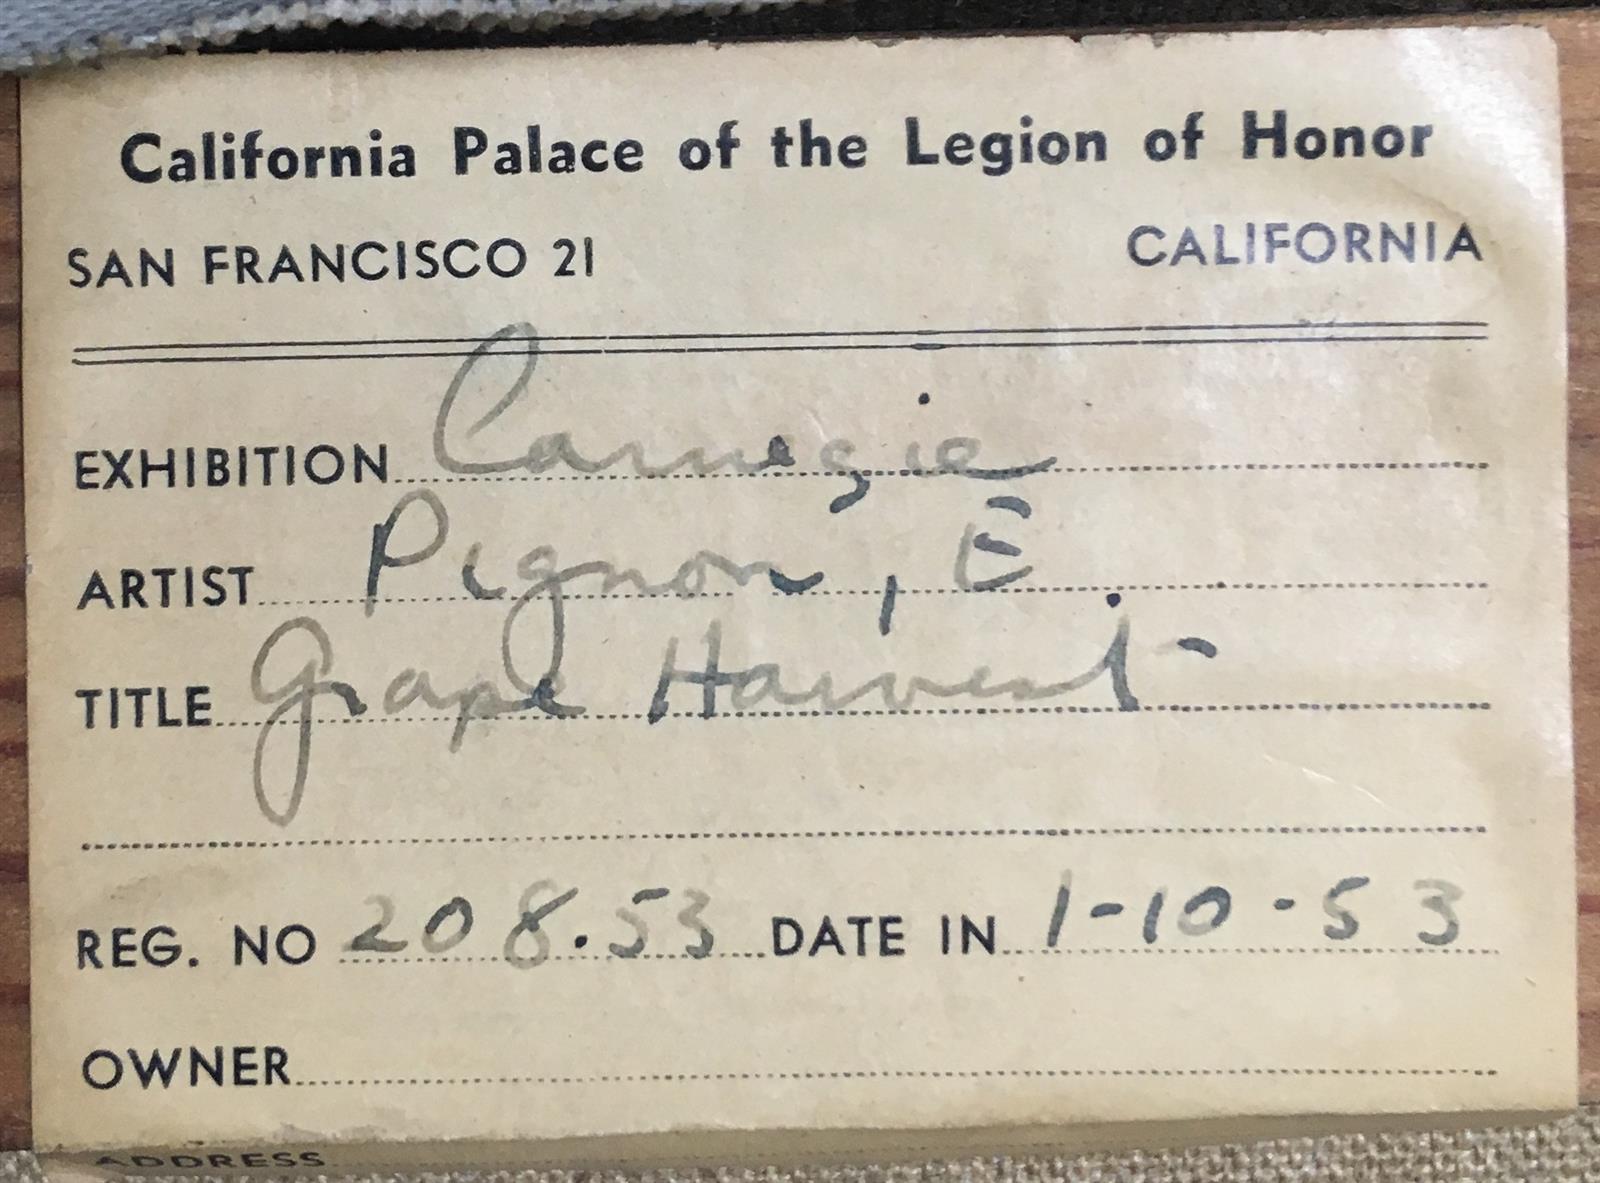 California Palace of the Legion of Honor
SAN FRANCISCO 21 CALIFORNIA
EXHIBITION Carnegie
ARTIST Pignon, E
TITLE Grape Harvest
REG. NO 208.53 DATE IN 1-10-53
OWNER
ADDRESS